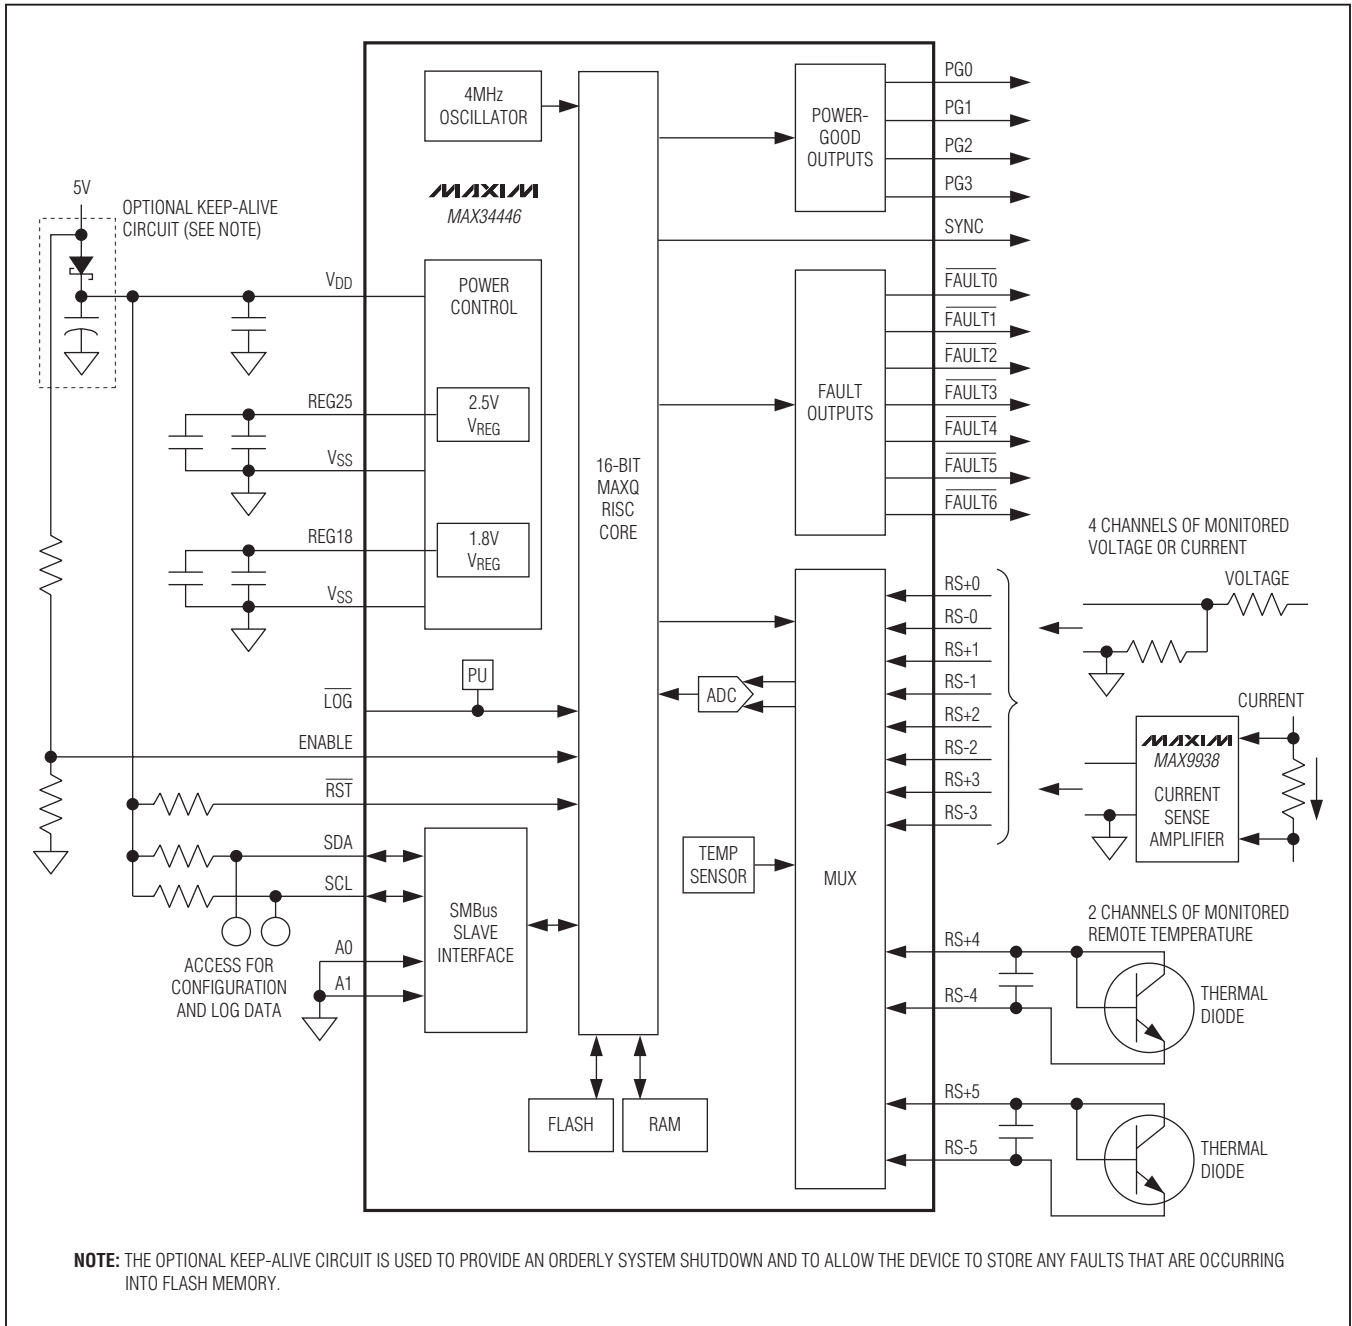 4MHz
OSCILLATOR
MAXIM
MAX34446
5V
OPTIONAL KEEP-ALIVE
CIRCUIT (SEE NOTE)
VDD
POWER
CONTROL
REG25
2.5V
VREG
VSS
REG18
1.8V
VREG
VSS
PU
LOG
ENABLE
RST
SDA
SCL
SMBus
SLAVE
INTERFACE
A0
A1
ACCESS FOR
CONFIGURATION
AND LOG DATA
16-BIT
MAXQ
RISC
CORE
FLASH
RAM
POWER-
GOOD
OUTPUTS
PG0
PG1
PG2
PG3
SYNC
FAULT
OUTPUTS
FAULT0
FAULT1
FAULT2
FAULT3
FAULT4
FAULT5
FAULT6
ADC
TEMP
SENSOR
MUX
RS+0
RS-0
RS+1
RS-1
RS+2
RS-2
RS+3
RS-3
4 CHANNELS OF MONITORED
VOLTAGE OR CURRENT
VOLTAGE
CURRENT
MAXIM
MAX9938
CURRENT
SENSE
AMPLIFIER
2 CHANNELS OF MONITORED
REMOTE TEMPERATURE
RS+4
RS-4
THERMAL
DIODE
RS+5
RS-5
THERMAL
DIODE
NOTE: THE OPTIONAL KEEP-ALIVE CIRCUIT IS USED TO PROVIDE AN ORDERLY SYSTEM SHUTDOWN AND TO ALLOW THE DEVICE TO STORE ANY FAULTS THAT ARE OCCURRING
INTO FLASH MEMORY.